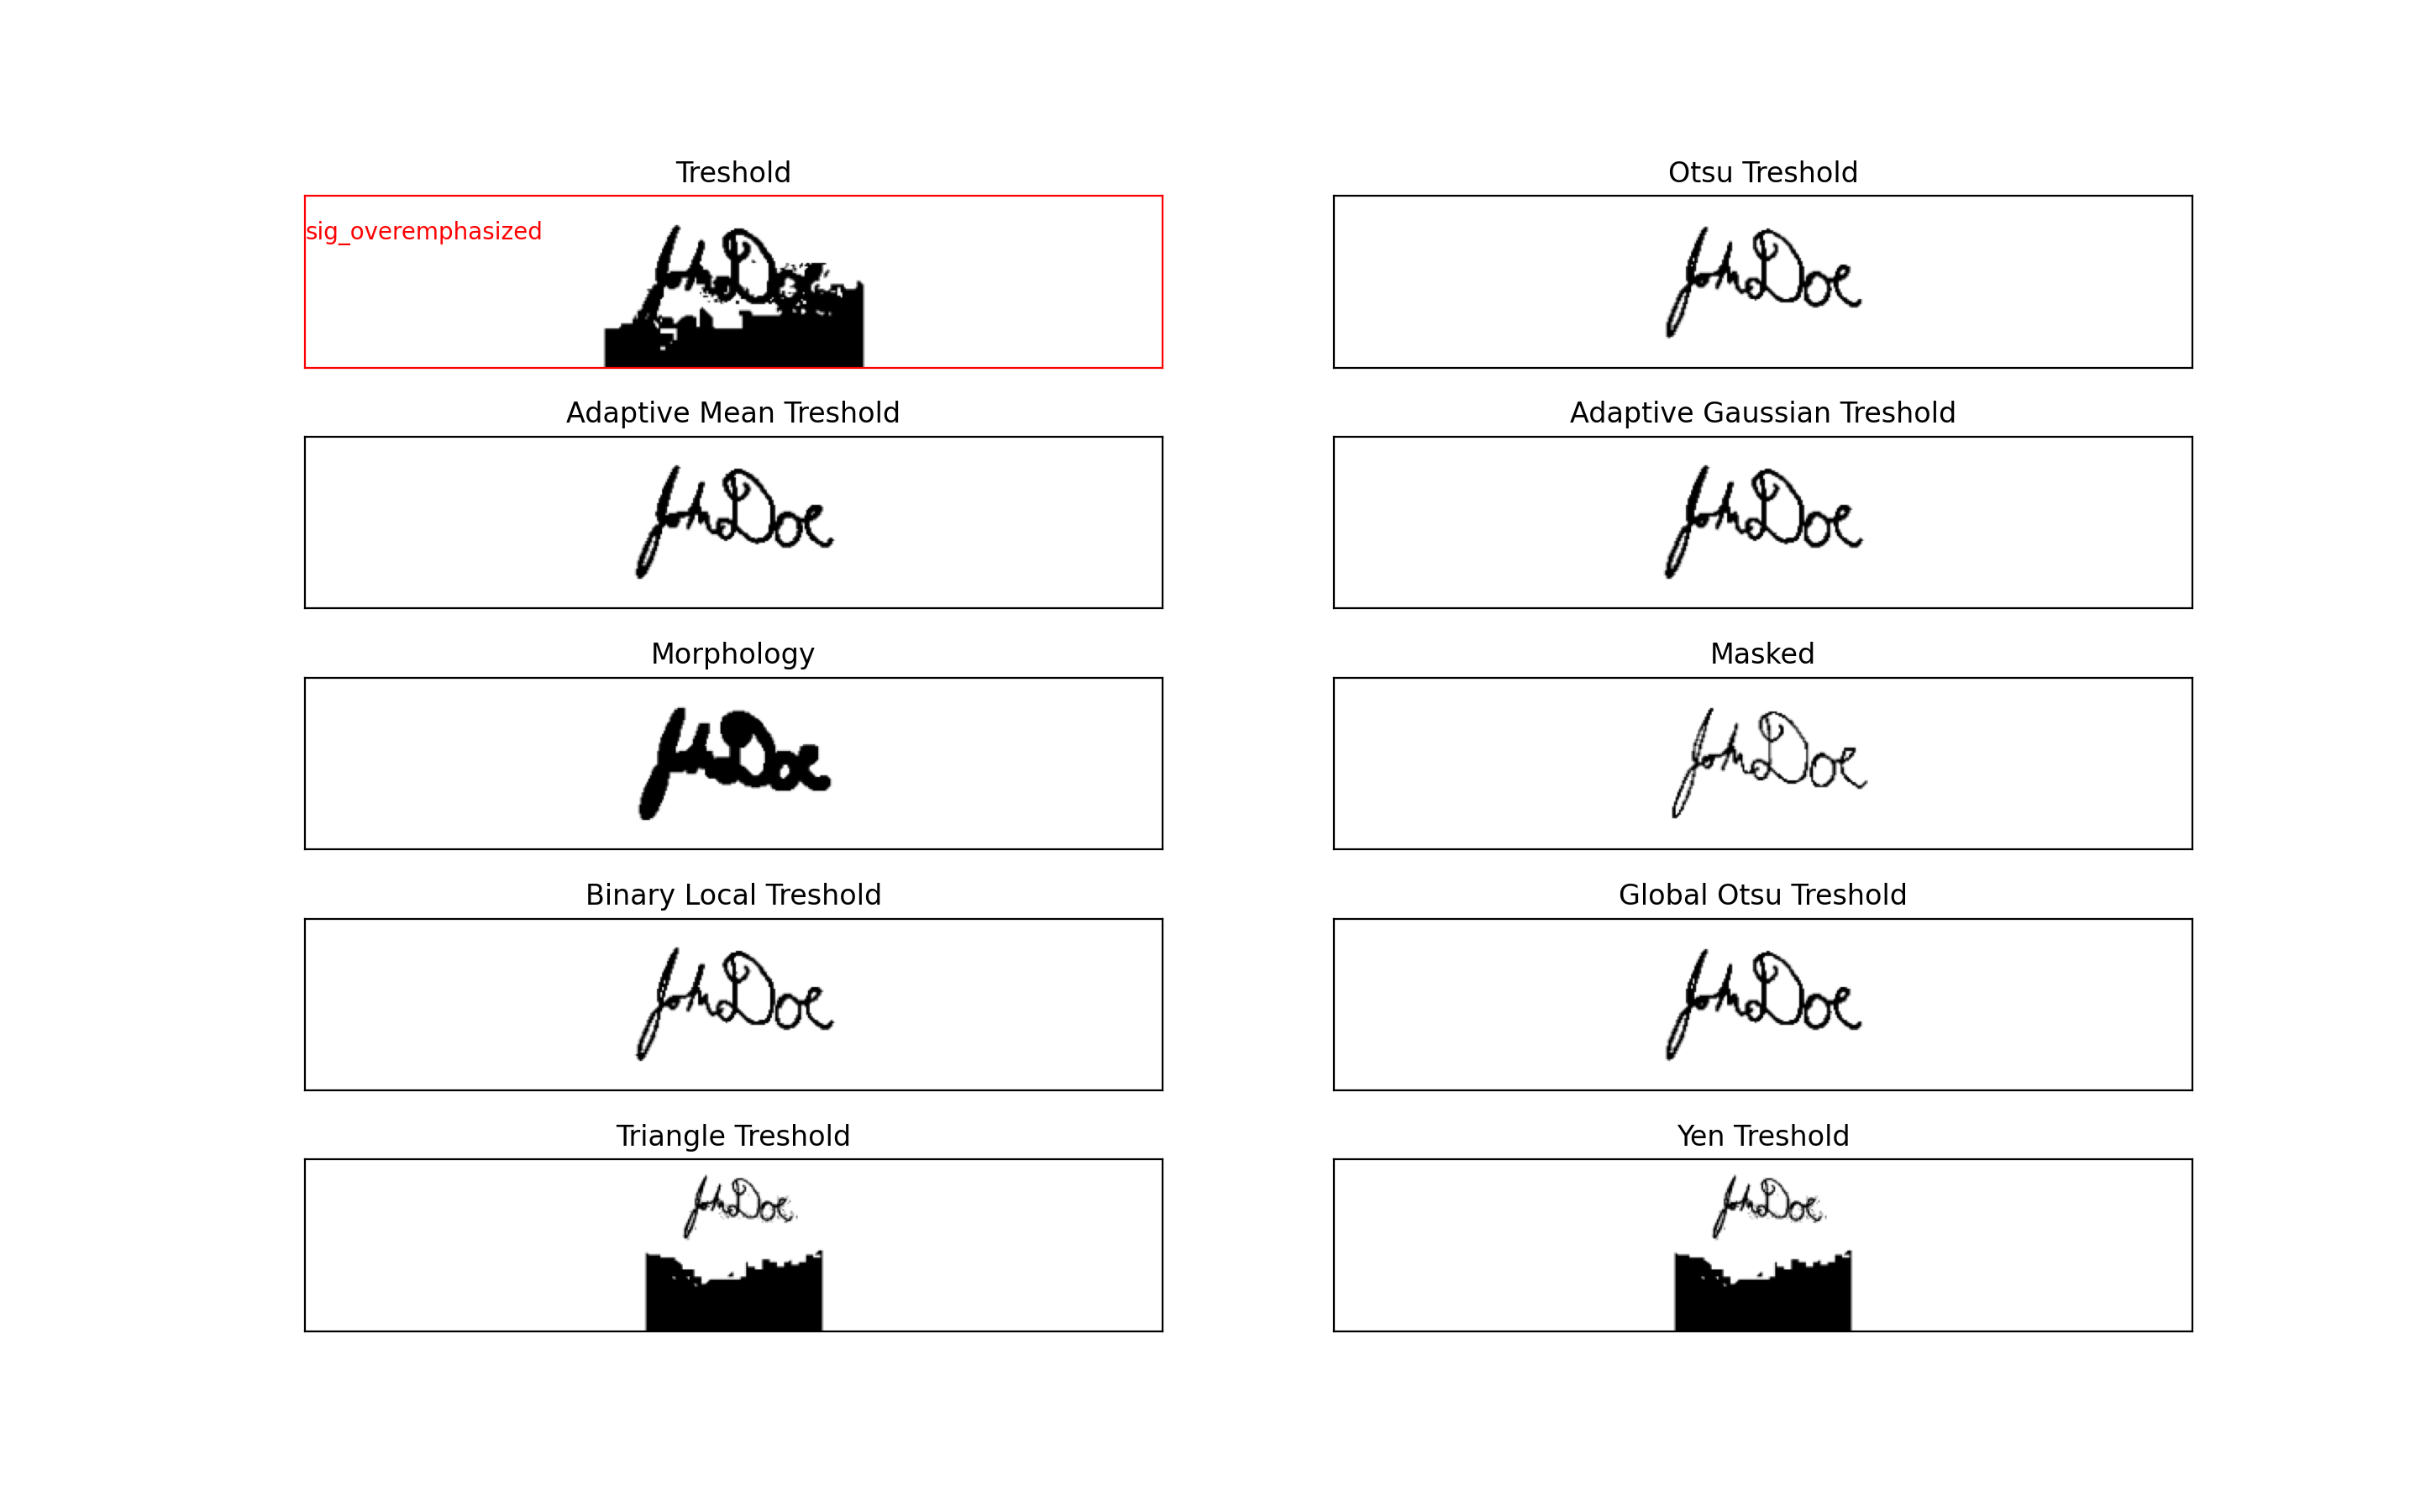 Treshold
sig_overemphasized
John Doe
Otsu Treshold
John Doe
Adaptive Mean Treshold
John Doe
Adaptive Gaussian Treshold
John Doe
Morphology
John Doe
Masked
John Doe
Binary Local Treshold
John Doe
Global Otsu Treshold
John Doe
Triangle Treshold
John Doe
Yen Treshold
John Doe